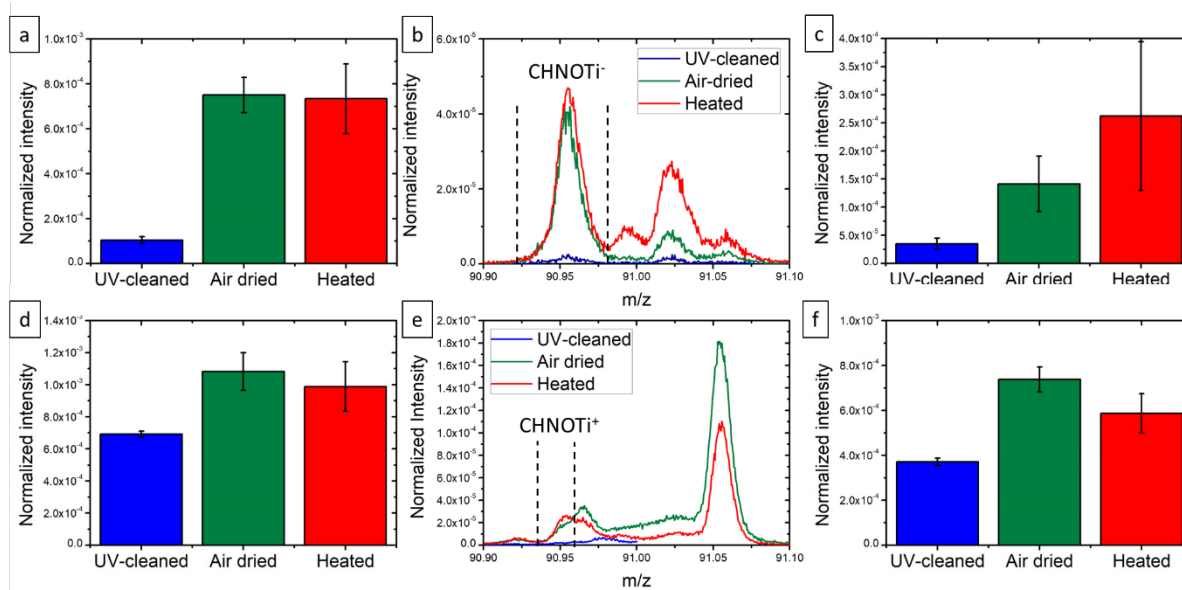 a
Normalized intensity
1.0x10⁻³
8.0x10⁻⁴
6.0x10⁻⁴
4.0x10⁻⁴
2.0x10⁻⁴
0.0
UV-cleaned Air dried Heated
b
Normalized intensity
6.0x10⁻⁵
4.0x10⁻⁵
2.0x10⁻⁵
0.0
CHNOTi⁻
UV-cleaned
Air-dried
Heated
90.90 90.95 91.00 91.05 91.10
m/z
c
Normalized intensity
4.0x10⁻⁴
3.5x10⁻⁴
3.0x10⁻⁴
2.5x10⁻⁴
2.0x10⁻⁴
1.5x10⁻⁴
1.0x10⁻⁴
5.0x10⁻⁵
0.0
UV-cleaned Air dried Heated
d
Normalized intensity
1.4x10⁻³
1.2x10⁻³
1.0x10⁻³
8.0x10⁻⁴
6.0x10⁻⁴
4.0x10⁻⁴
2.0x10⁻⁴
0.0
UV-cleaned Air dried Heated
e
Normalized Intensity
2.0x10⁻⁴
1.8x10⁻⁴
1.6x10⁻⁴
1.4x10⁻⁴
1.2x10⁻⁴
1.0x10⁻⁴
8.0x10⁻⁵
6.0x10⁻⁵
4.0x10⁻⁵
2.0x10⁻⁵
0.0
UV-cleaned
Air dried
Heated
CHNOTi⁺
90.90 90.95 91.00 91.05 91.10
m/z
f
Normalized intensity
1.0x10⁻³
8.0x10⁻⁴
6.0x10⁻⁴
4.0x10⁻⁴
2.0x10⁻⁴
0.0
UV-cleaned Air dried Heated